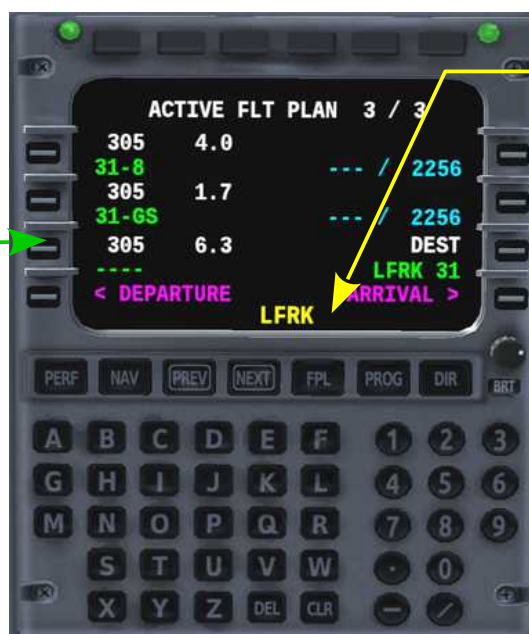 ACTIVE FLT PLAN 3 / 3
305 4.0
31-8 --- / 2256
305 1.7
31-GS --- / 2256
305 6.3 DEST
---- LFRK 31
< DEPARTURE ARRIVAL >
LFRK
PERF NAV PREV NEXT FPL PROG DIR BRT
A B C D E F 1 2 3
G H I J K L 4 5 6
M N O P Q R 7 8 9
S T U V W · 0
X Y Z DEL CLR — /